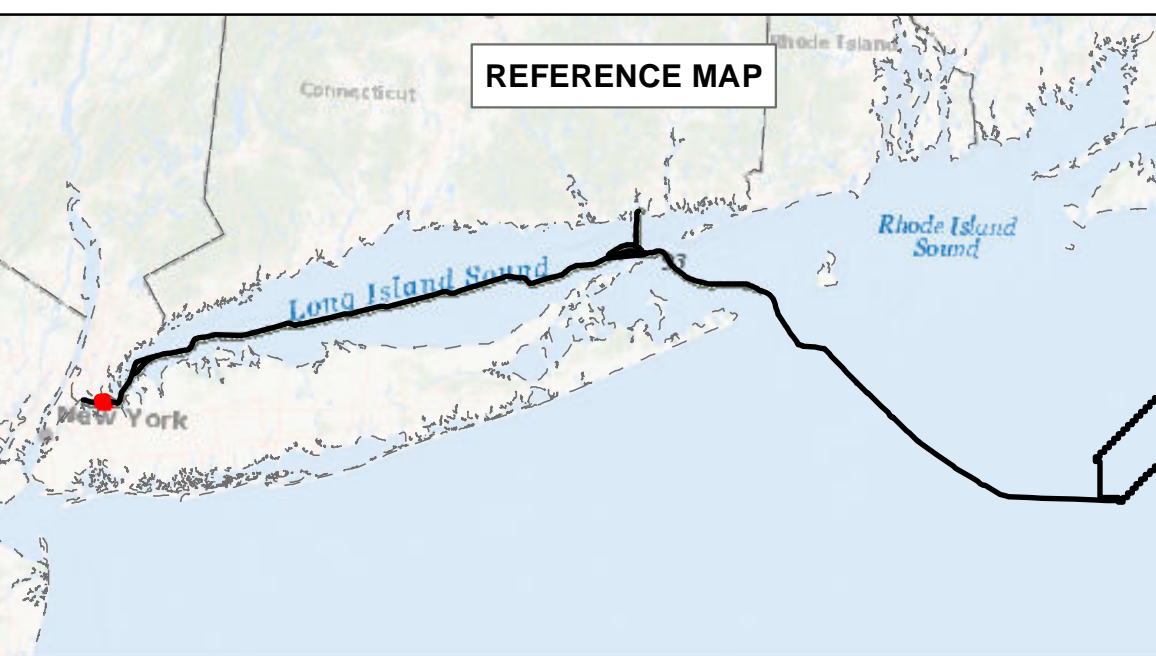 Rhode Island
REFERENCE MAP
Connecticut
Rhode Island
Sound
Long Island Sound
New York